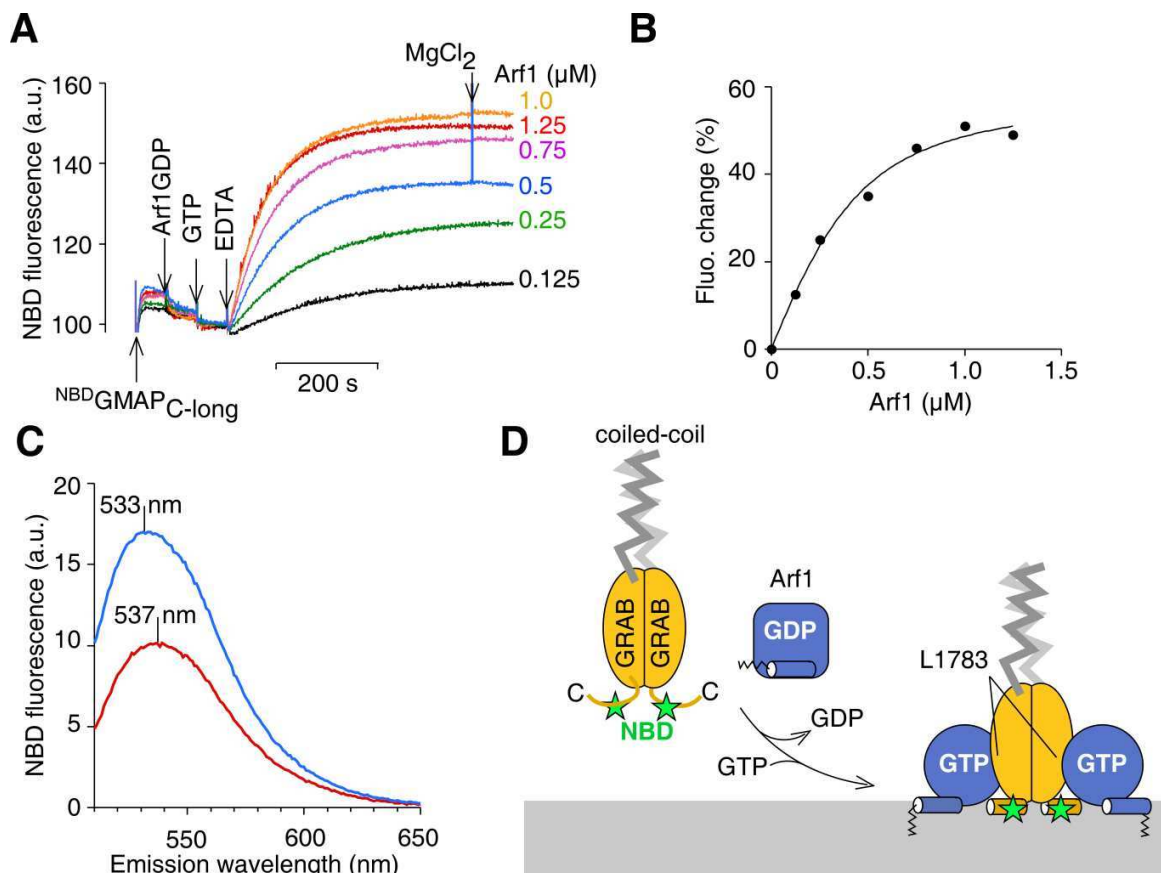 A
NBD fluorescence (a.u.)
160
140
120
100
Arf1GDP
GTP
EDTA
MgCl2
Arf1 (μM)
1.0
1.25
0.75
0.5
0.25
0.125
200 s
NBDGMAPC-long
B
Fluo. change (%)
60
40
20
0
0.5
1.0
1.5
Arf1 (μM)
C
NBD fluorescence (a.u.)
20
15
10
5
0
533 nm
537 nm
550
600
650
Emission wavelength (nm)
D
coiled-coil
GRAB
GRAB
C
C
NBD
Arf1
GDP
GDP
GTP
L1783
GTP
GTP